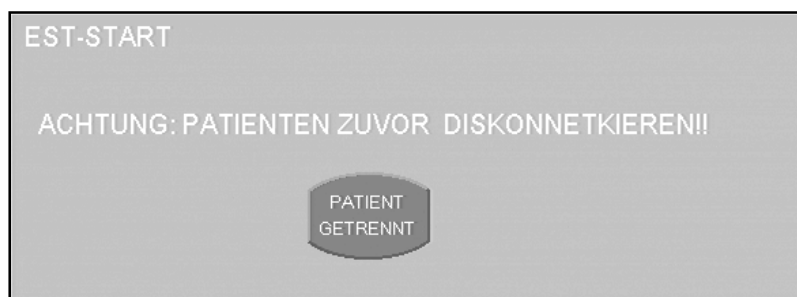 EST-START
ACHTUNG: PATIENTEN ZUVOR DISKONNETKIEREN!!
PATIENT
GETRENNT